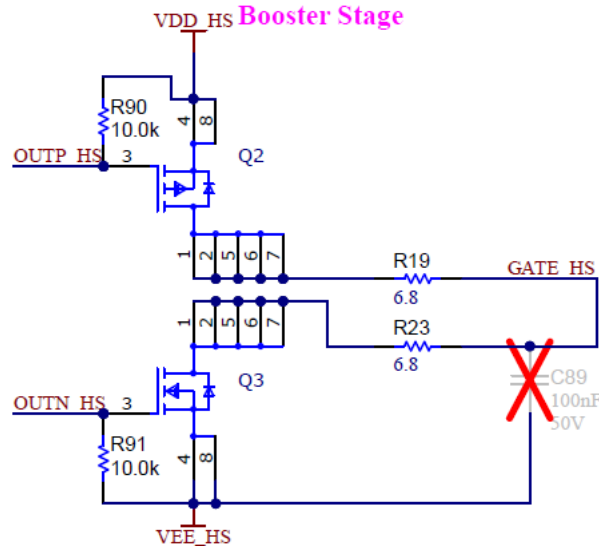 VDD_HS Booster Stage
R90
10.0k
4
8
OUTP_HS
3
Q2
1
2
5
6
7
R19
6.8
GATE_HS
1
2
5
6
7
R23
6.8
Q3
C89
100nF
50V
OUTN_HS
3
R91
10.0k
4
8
VEE_HS